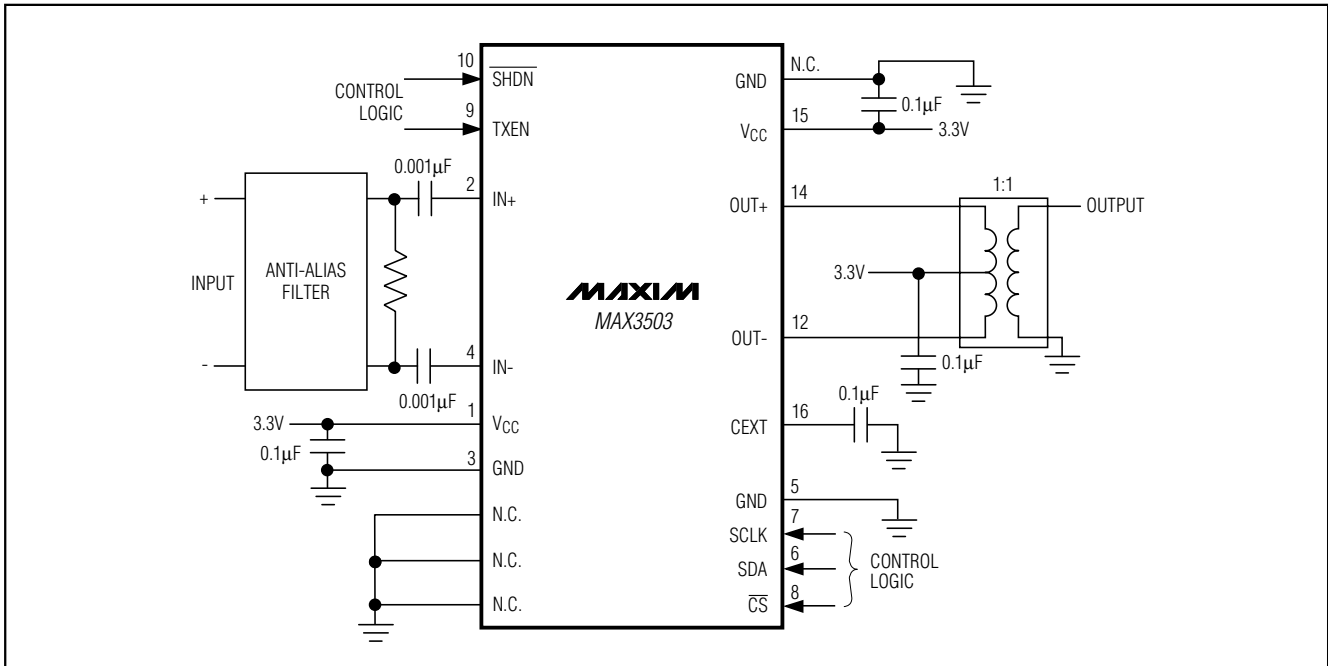 10
SHDN
CONTROL
LOGIC
9
TXEN
0.001µF
2
IN+
+
INPUT
ANTI-ALIAS
FILTER
-
4
IN-
0.001µF
1
3.3V
VCC
0.1µF
3
GND
N.C.
N.C.
N.C.
MAXIM
MAX3503
N.C.
GND
0.1µF
15
VCC
3.3V
1:1
14
OUT+
OUTPUT
3.3V
12
OUT-
0.1µF
0.1µF
16
CEXT
5
GND
7
SCLK
6
SDA
CONTROL
LOGIC
8
CS